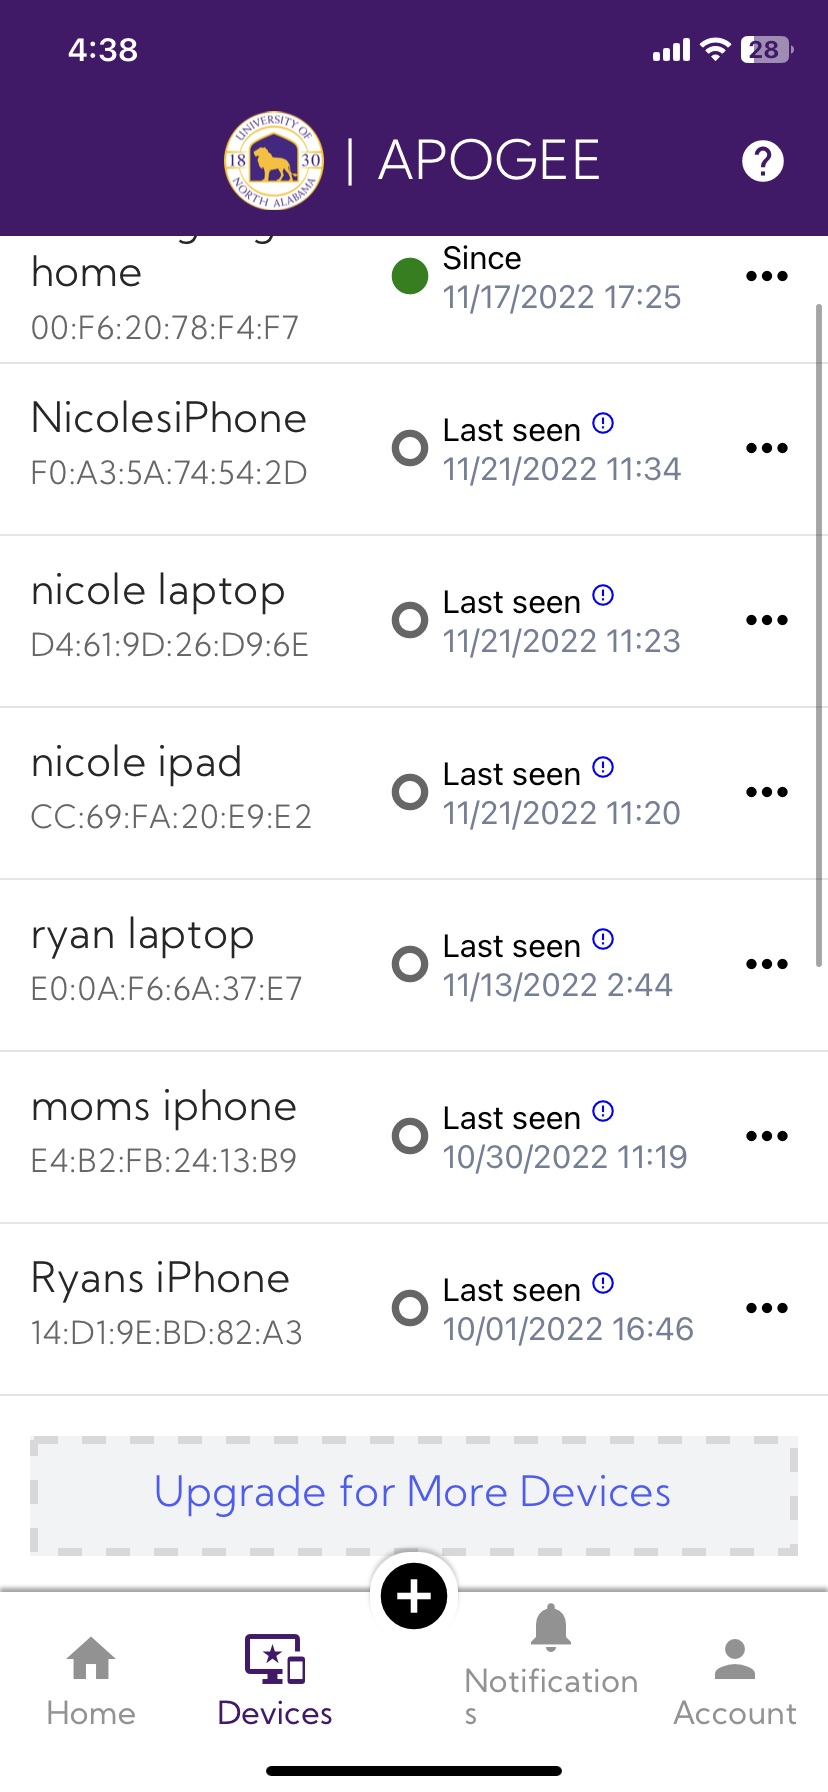 4:38
28
UNIVERSITY OF
18 30
NORTH ALABAMA
| APOGEE
?
home
00:F6:20:78:F4:F7
Since
11/17/2022 17:25
NicolesiPhone
F0:A3:5A:74:54:2D
Last seen
11/21/2022 11:34
nicole laptop
D4:61:9D:26:D9:6E
Last seen
11/21/2022 11:23
nicole ipad
CC:69:FA:20:E9:E2
Last seen
11/21/2022 11:20
ryan laptop
E0:0A:F6:6A:37:E7
Last seen
11/13/2022 2:44
moms iphone
E4:B2:FB:24:13:B9
Last seen
10/30/2022 11:19
Ryans iPhone
14:D1:9E:BD:82:A3
Last seen
10/01/2022 16:46
Upgrade for More Devices
Home
Devices
Notification
s
Account